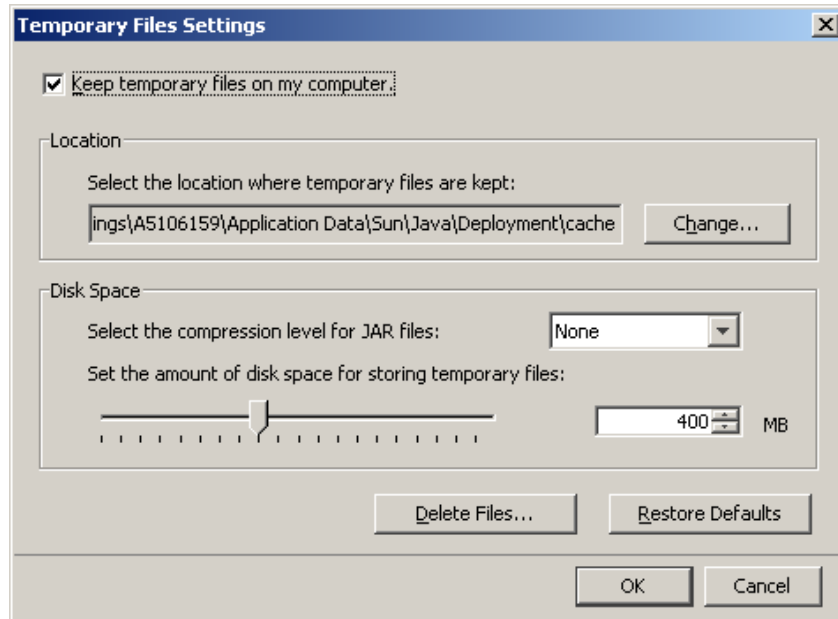 Temporary Files Settings
Keep temporary files on my computer.
Location
Select the location where temporary files are kept:
ings\A5106159\Application Data\Sun\Java\Deployment\cache
Change...
Disk Space
Select the compression level for JAR files:
None
Set the amount of disk space for storing temporary files:
400
MB
Delete Files...
Restore Defaults
OK
Cancel